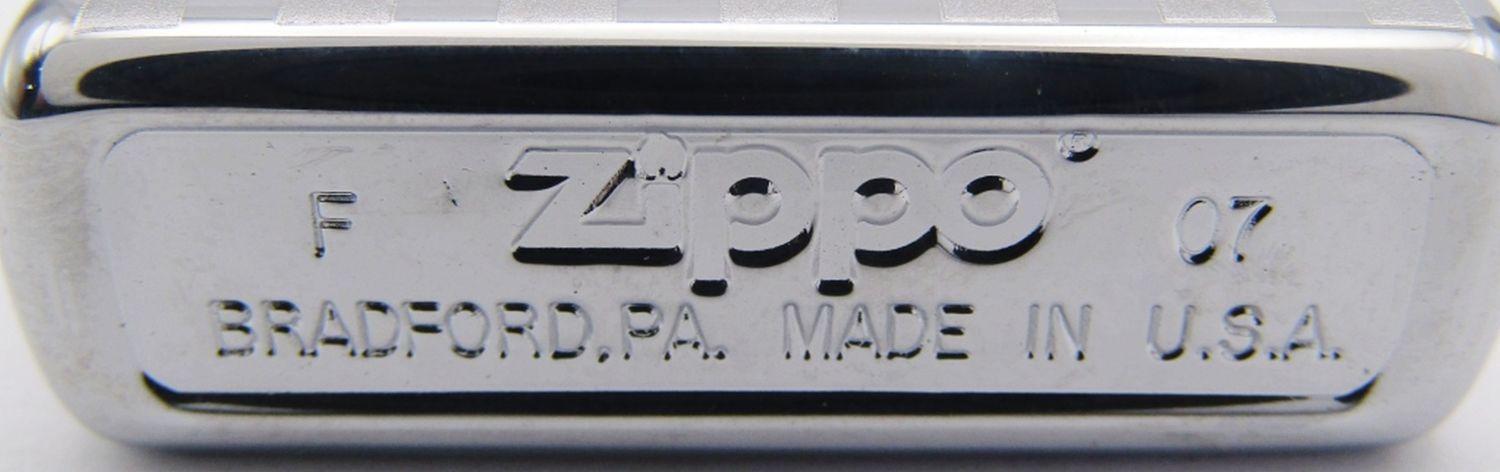 F Zippo® 07
BRADFORD, PA. MADE IN U.S.A.